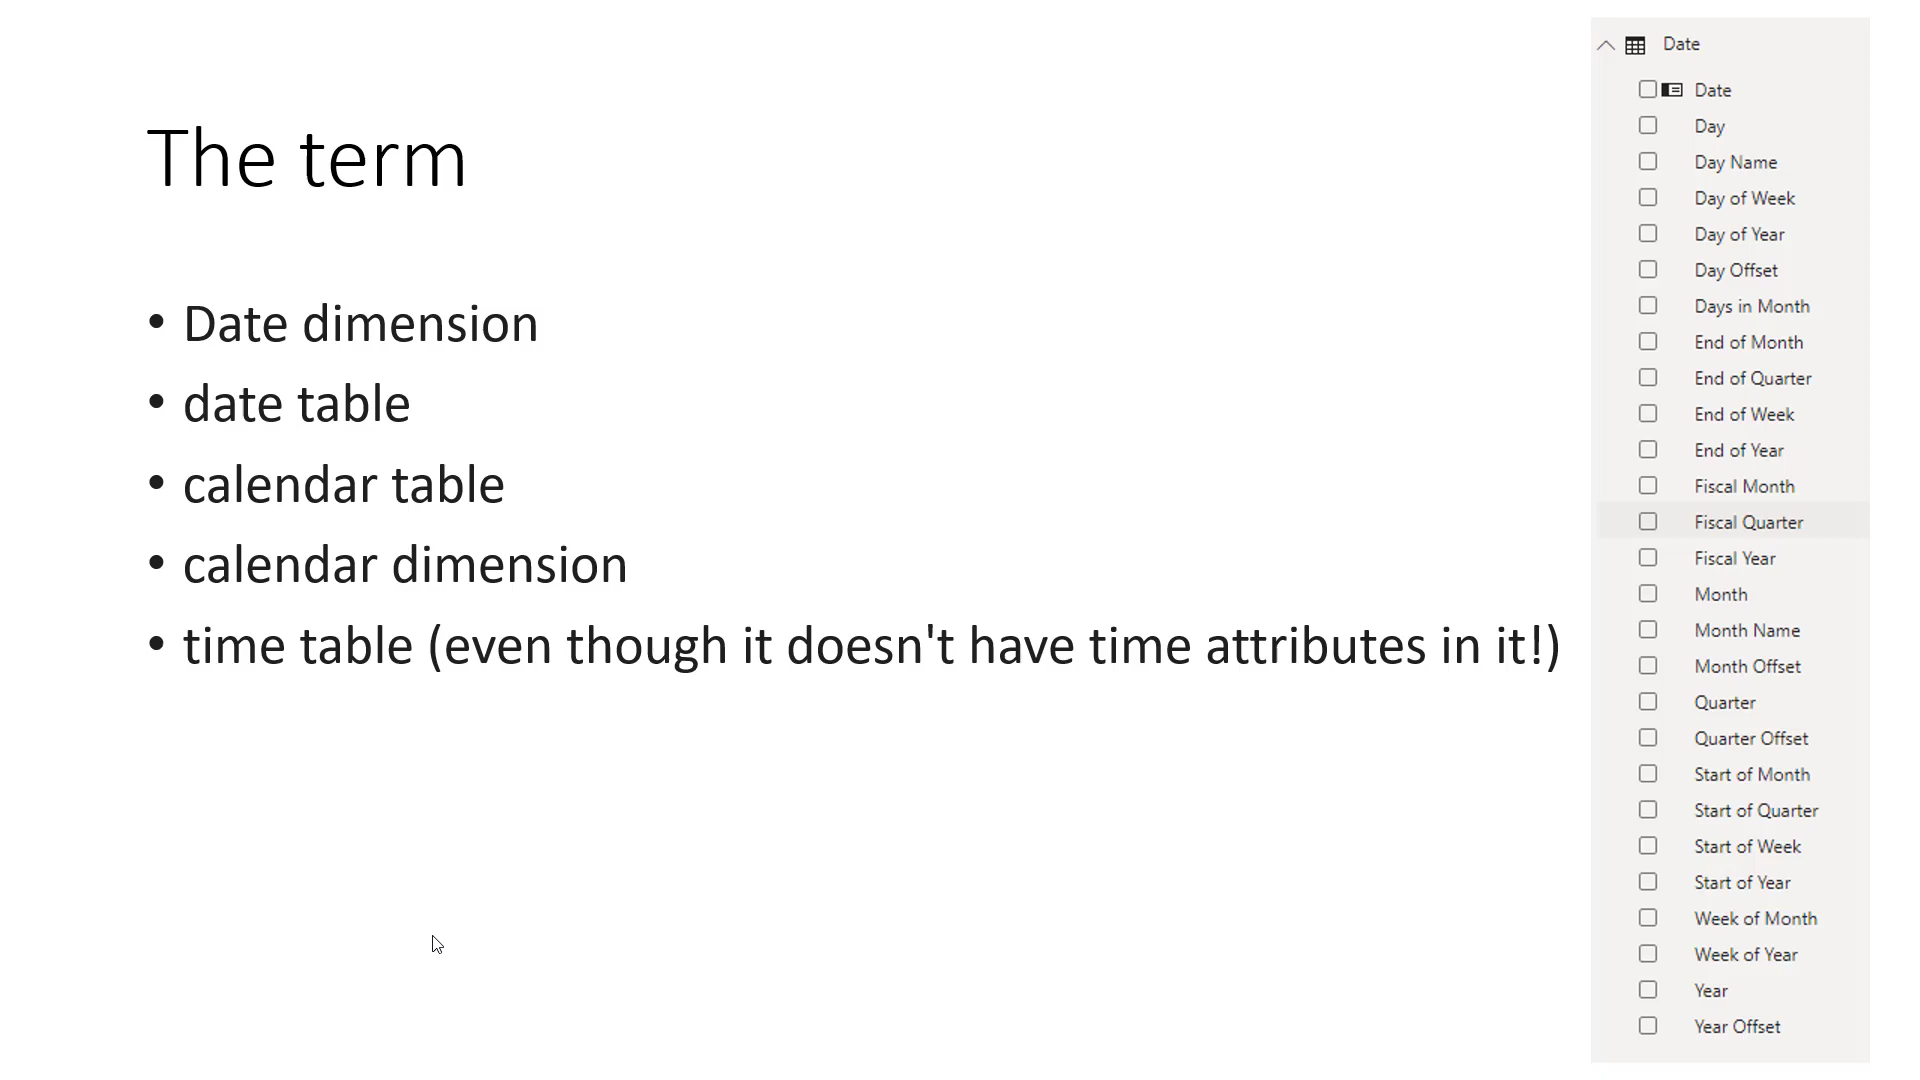 The term
• Date dimension
• date table
• calendar table
• calendar dimension
• time table (even though it doesn't have time attributes in it!)
Date
Date
Day
Day Name
Day of Week
Day of Year
Day Offset
Days in Month
End of Month
End of Quarter
End of Week
End of Year
Fiscal Month
Fiscal Quarter
Fiscal Year
Month
Month Name
Month Offset
Quarter
Quarter Offset
Start of Month
Start of Quarter
Start of Week
Start of Year
Week of Month
Week of Year
Year
Year Offset